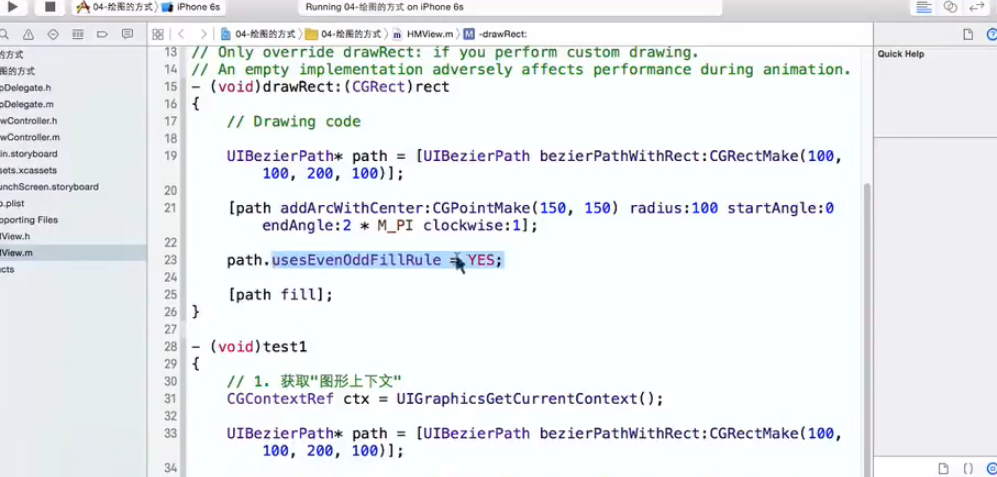 04-绘图的方式 iPhone 6s Running 04-绘图的方式 on iPhone 6s
04-绘图的方式 04-绘图的方式 HMView.m M -drawRect:
的方式
图的方式
pDelegate.h
pDelegate.m
wController.h
wController.m
in.storyboard
sets.xcassets
unchScreen.storyboard
o.plist
pporting Files
MView.h
MView.m
cts
13 // Only override drawRect: if you perform custom drawing.
14 // An empty implementation adversely affects performance during animation.
15 - (void)drawRect:(CGRect)rect
16 {
17 // Drawing code
18
19 UIBezierPath* path = [UIBezierPath bezierPathWithRect:CGRectMake(100,
100, 200, 100)];
20
21 [path addArcWithCenter:CGPointMake(150, 150) radius:100 startAngle:0
endAngle:2 * M_PI clockwise:1];
22
23 path.usesEvenOddFillRule = YES;
24
25 [path fill];
26 }
27
28 - (void)test1
29 {
30 // 1. 获取"图形上下文"
31 CGContextRef ctx = UIGraphicsGetCurrentContext();
32
33 UIBezierPath* path = [UIBezierPath bezierPathWithRect:CGRectMake(100,
100, 200, 100)];
34
Quick Help